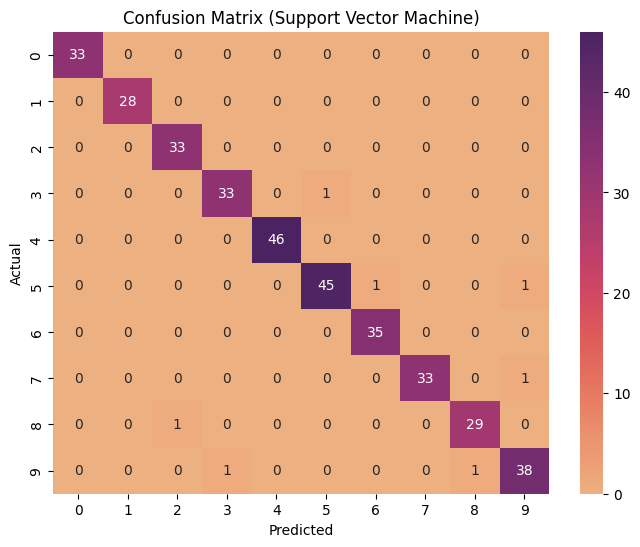 Confusion Matrix (Support Vector Machine)
0 33 0 0 0 0 0 0 0 0 0
1 0 28 0 0 0 0 0 0 0 0
2 0 0 33 0 0 0 0 0 0 0
3 0 0 0 33 0 1 0 0 0 0
4 0 0 0 0 46 0 0 0 0 0
5 0 0 0 0 0 45 1 0 0 1
6 0 0 0 0 0 0 35 0 0 0
7 0 0 0 0 0 0 0 33 0 1
8 0 0 1 0 0 0 0 0 29 0
9 0 0 0 1 0 0 0 0 1 38
0 1 2 3 4 5 6 7 8 9
Predicted
Actual
40
30
20
10
0